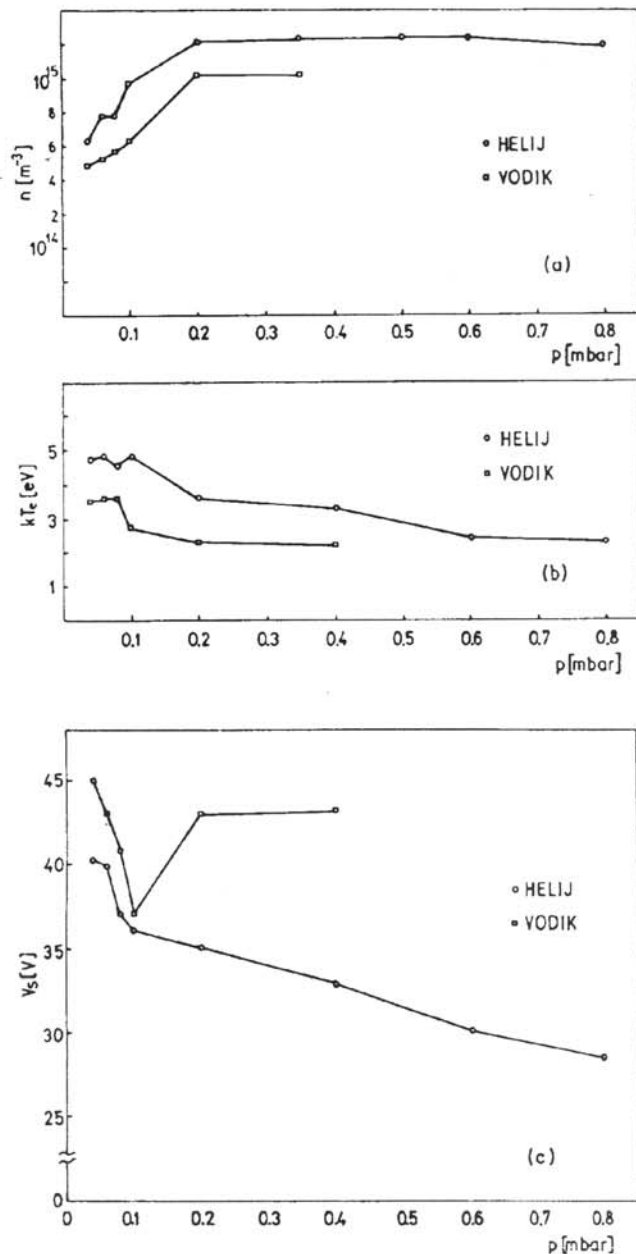 10¹⁵
8
6
4
2
10¹⁴
n [m⁻³]
HELIJ
VODIK
(a)
0.1 0.2 0.3 0.4 0.5 0.6 0.7 0.8
p [mbar]
5
3
1
kTₑ [eV]
HELIJ
VODIK
(b)
0.1 0.2 0.3 0.4 0.5 0.6 0.7 0.8
p [mbar]
45
40
35
30
25
0
Vs [V]
HELIJ
VODIK
(c)
0 0.1 0.2 0.3 0.4 0.5 0.6 0.7 0.8
p [mbar]